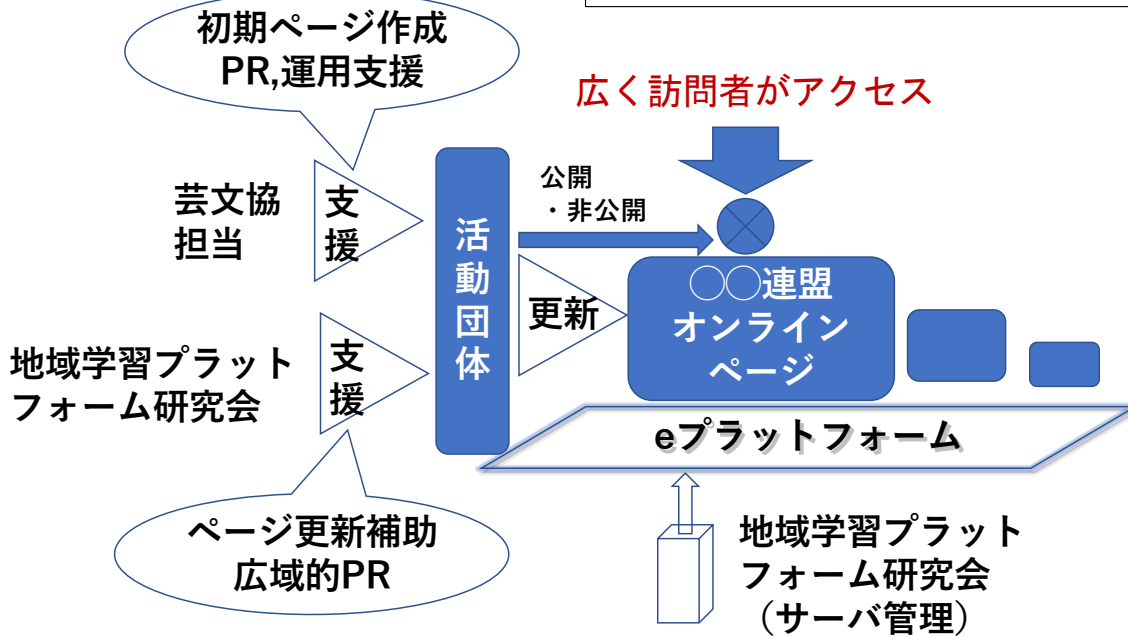 初期ページ作成
PR,運用支援
広く訪問者がアクセス
芸文協
担当
支
援
活
動
団
体
公開
・非公開
更新
◯◯連盟
オンライン
ページ
地域学習プラット
フォーム研究会
支
援
eプラットフォーム
ページ更新補助
広域的PR
地域学習プラット
フォーム研究会
（サーバ管理）